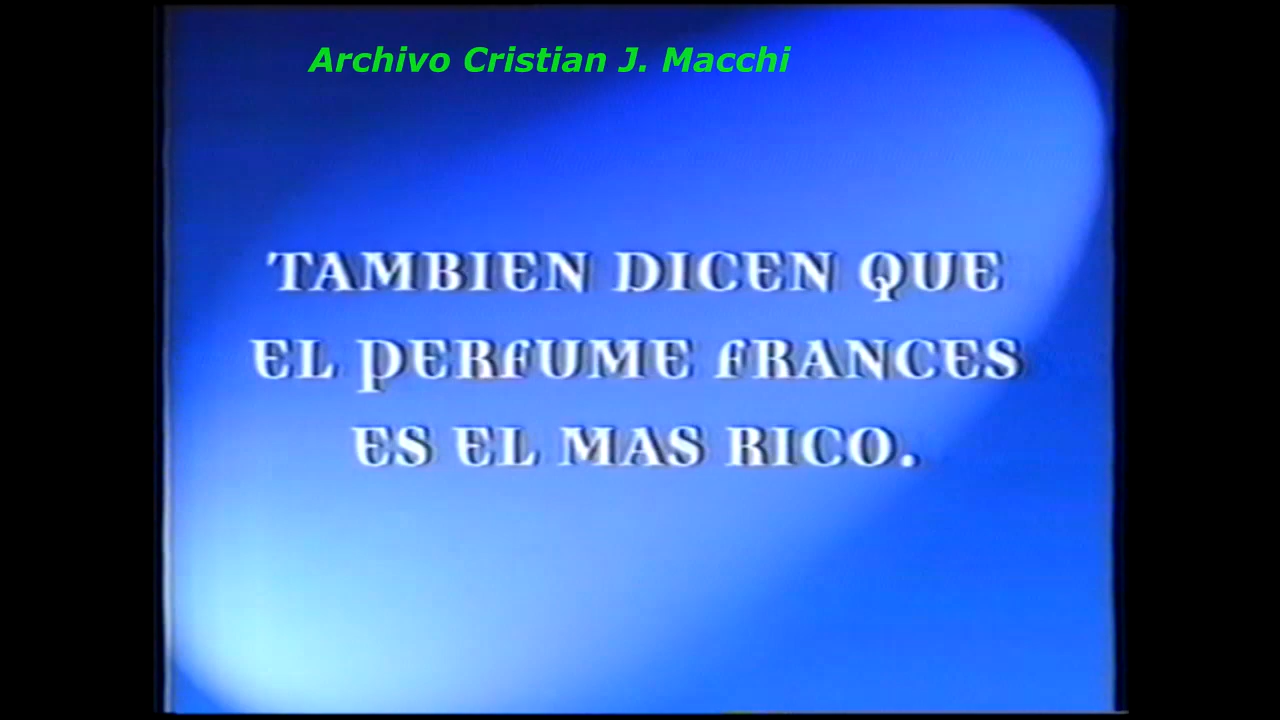 Archivo Cristian J. Macchi
TAMBIEN DICEN QUE
EL PERFUME FRANCES
ES EL MAS RICO.